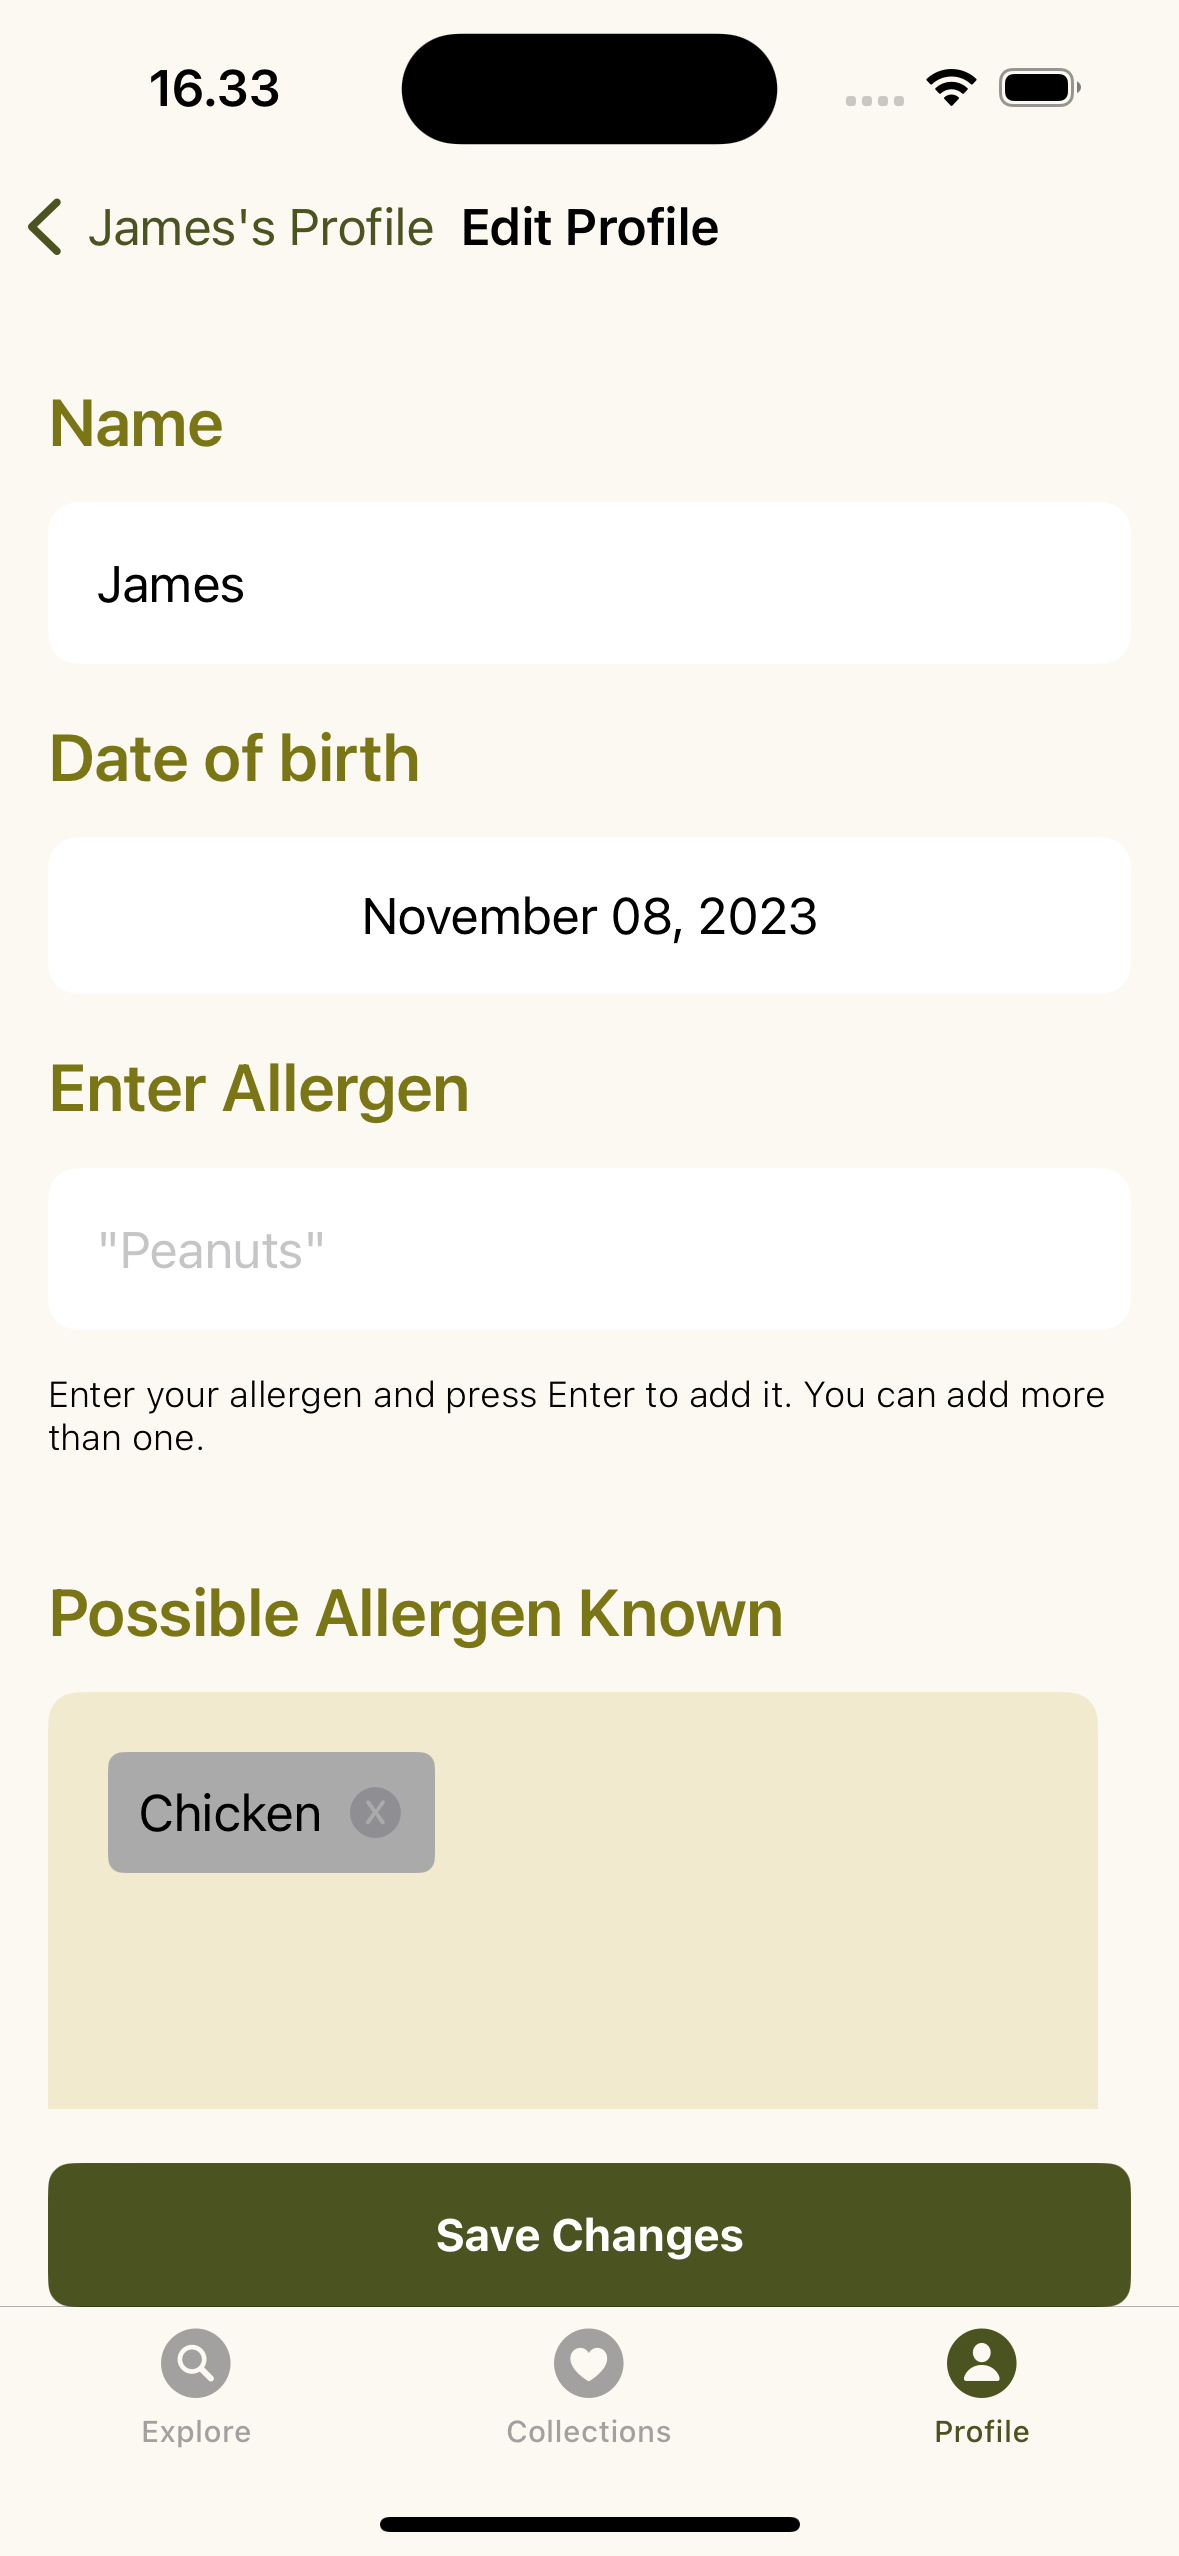 16.33
James's Profile Edit Profile
Name
James
Date of birth
November 08, 2023
Enter Allergen
"Peanuts"
Enter your allergen and press Enter to add it. You can add more
than one.
Possible Allergen Known
Chicken X
Save Changes
Explore Collections Profile